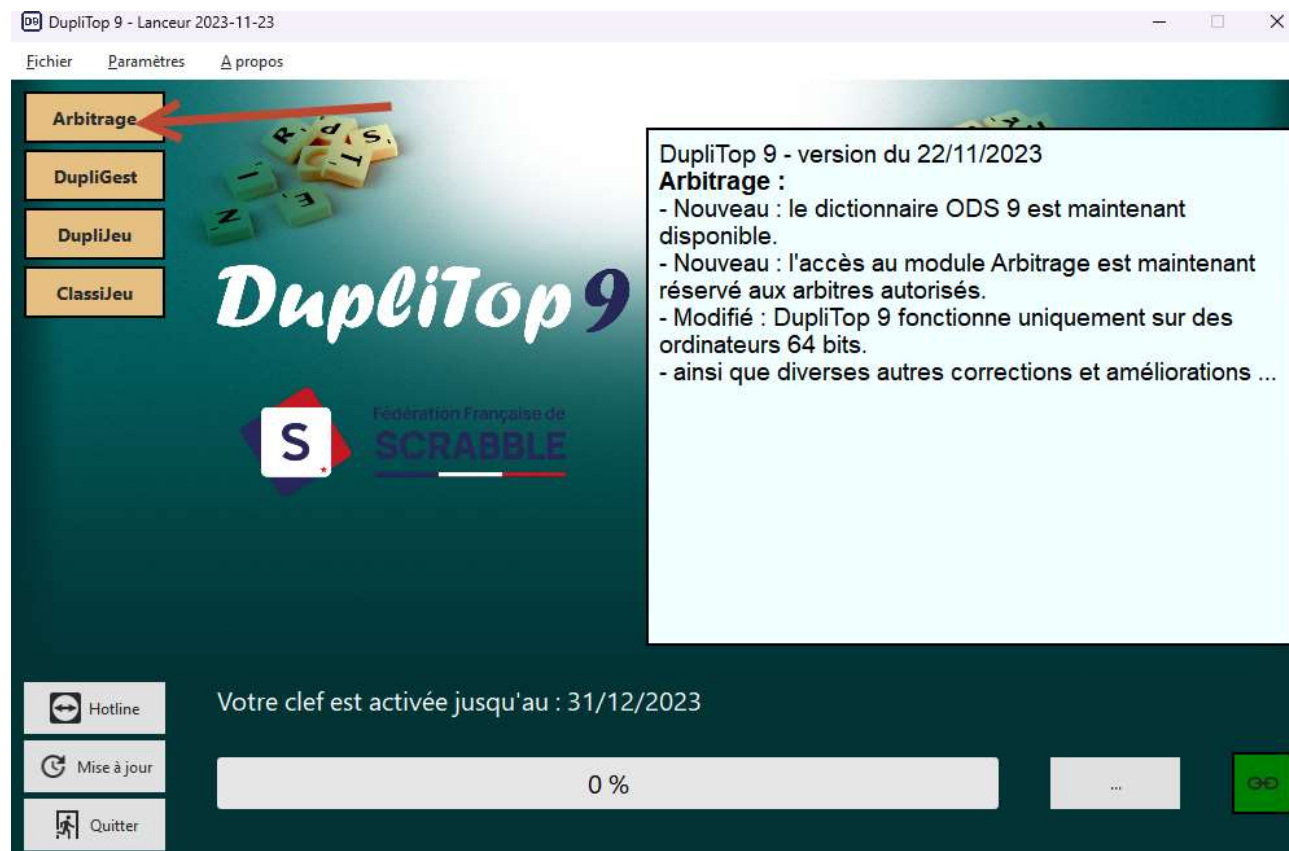 DupliTop 9 - Lanceur 2023-11-23
Fichier Paramètres A propos
Arbitrage
DupliGest
DupliJeu
ClassiJeu
DupliTop 9
S
Fédération Française de
SCRABBLE
DupliTop 9 - version du 22/11/2023
Arbitrage :
- Nouveau : le dictionnaire ODS 9 est maintenant
disponible.
- Nouveau : l'accès au module Arbitrage est maintenant
réservé aux arbitres autorisés.
- Modifié : DupliTop 9 fonctionne uniquement sur des
ordinateurs 64 bits.
- ainsi que diverses autres corrections et améliorations ...
Hotline
Votre clef est activée jusqu'au : 31/12/2023
Mise à jour
0 %
...
Quitter